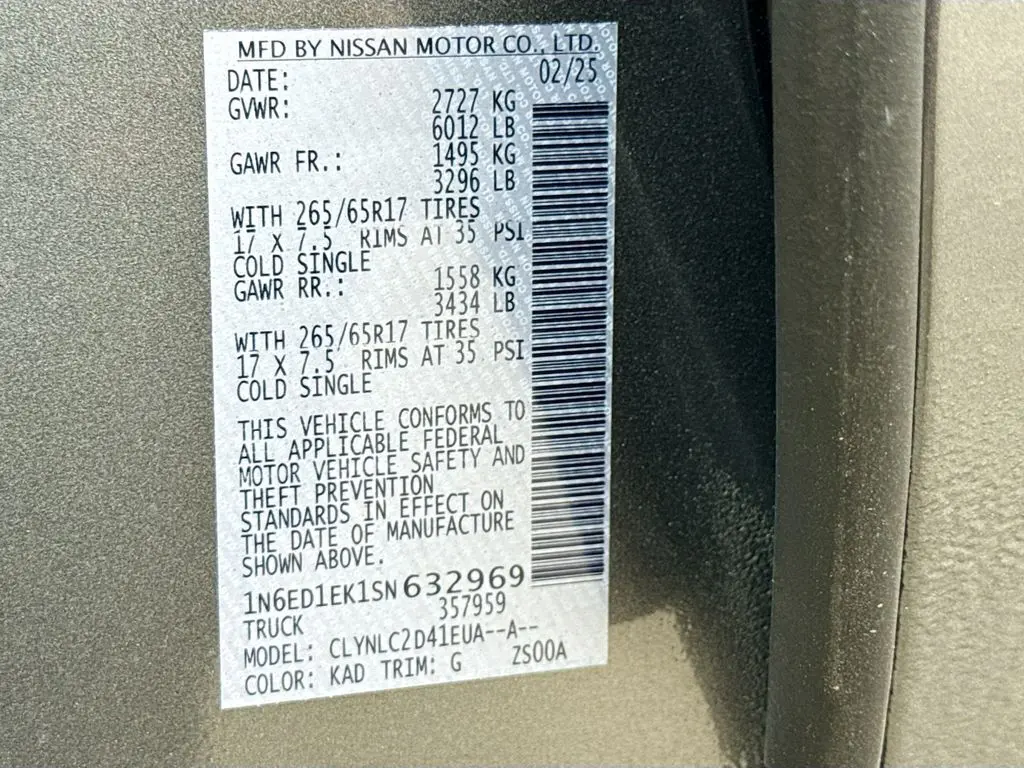 MFD BY NISSAN MOTOR CO., LTD.
DATE: 02/25
GVWR: 2727 KG
6012 LB
GAWR FR.: 1495 KG
3296 LB
WITH 265/65R17 TIRES
17 X 7.5 RIMS AT 35 PSI
COLD SINGLE
GAWR RR.: 1558 KG
3434 LB
WITH 265/65R17 TIRES
17 X 7.5 RIMS AT 35 PSI
COLD SINGLE
THIS VEHICLE CONFORMS TO
ALL APPLICABLE FEDERAL
MOTOR VEHICLE SAFETY AND
THEFT PREVENTION
STANDARDS IN EFFECT ON
THE DATE OF MANUFACTURE
SHOWN ABOVE.
1N6ED1EK1SN632969
TRUCK 357959
MODEL: CLYNLC2D41EUA--A--
COLOR: KAD TRIM: G ZS00A